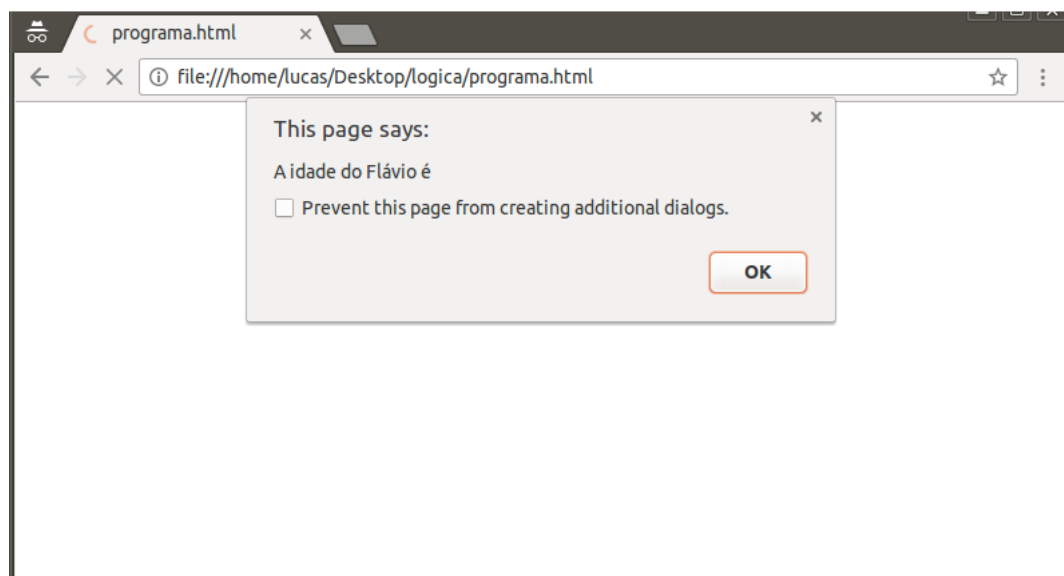 programa.html
file:///home/lucas/Desktop/logica/programa.html
This page says:
A idade do Flávio é
Prevent this page from creating additional dialogs.
OK